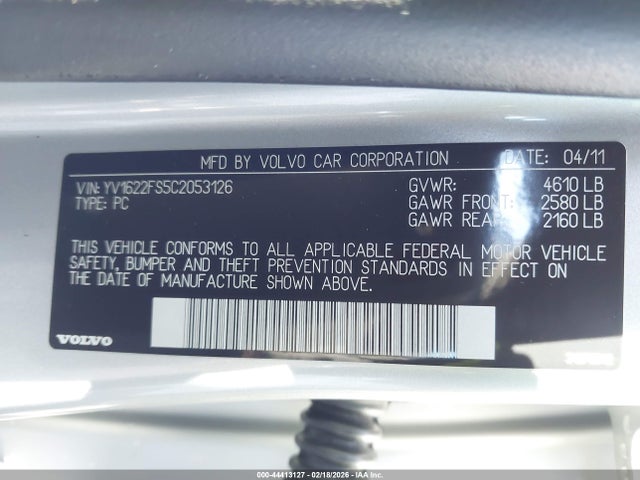 MFD BY VOLVO CAR CORPORATION DATE: 04/11
VIN: YV1622FS5C2053126 GVWR: 4610 LB
TYPE: PC GAWR FRONT: 2580 LB
GAWR REAR: 2160 LB
THIS VEHICLE CONFORMS TO ALL APPLICABLE FEDERAL MOTOR VEHICLE
SAFETY, BUMPER AND THEFT PREVENTION STANDARDS IN EFFECT ON
THE DATE OF MANUFACTURE SHOWN ABOVE.
VOLVO
000-44413127 - 02/18/2026 - IAA Inc.